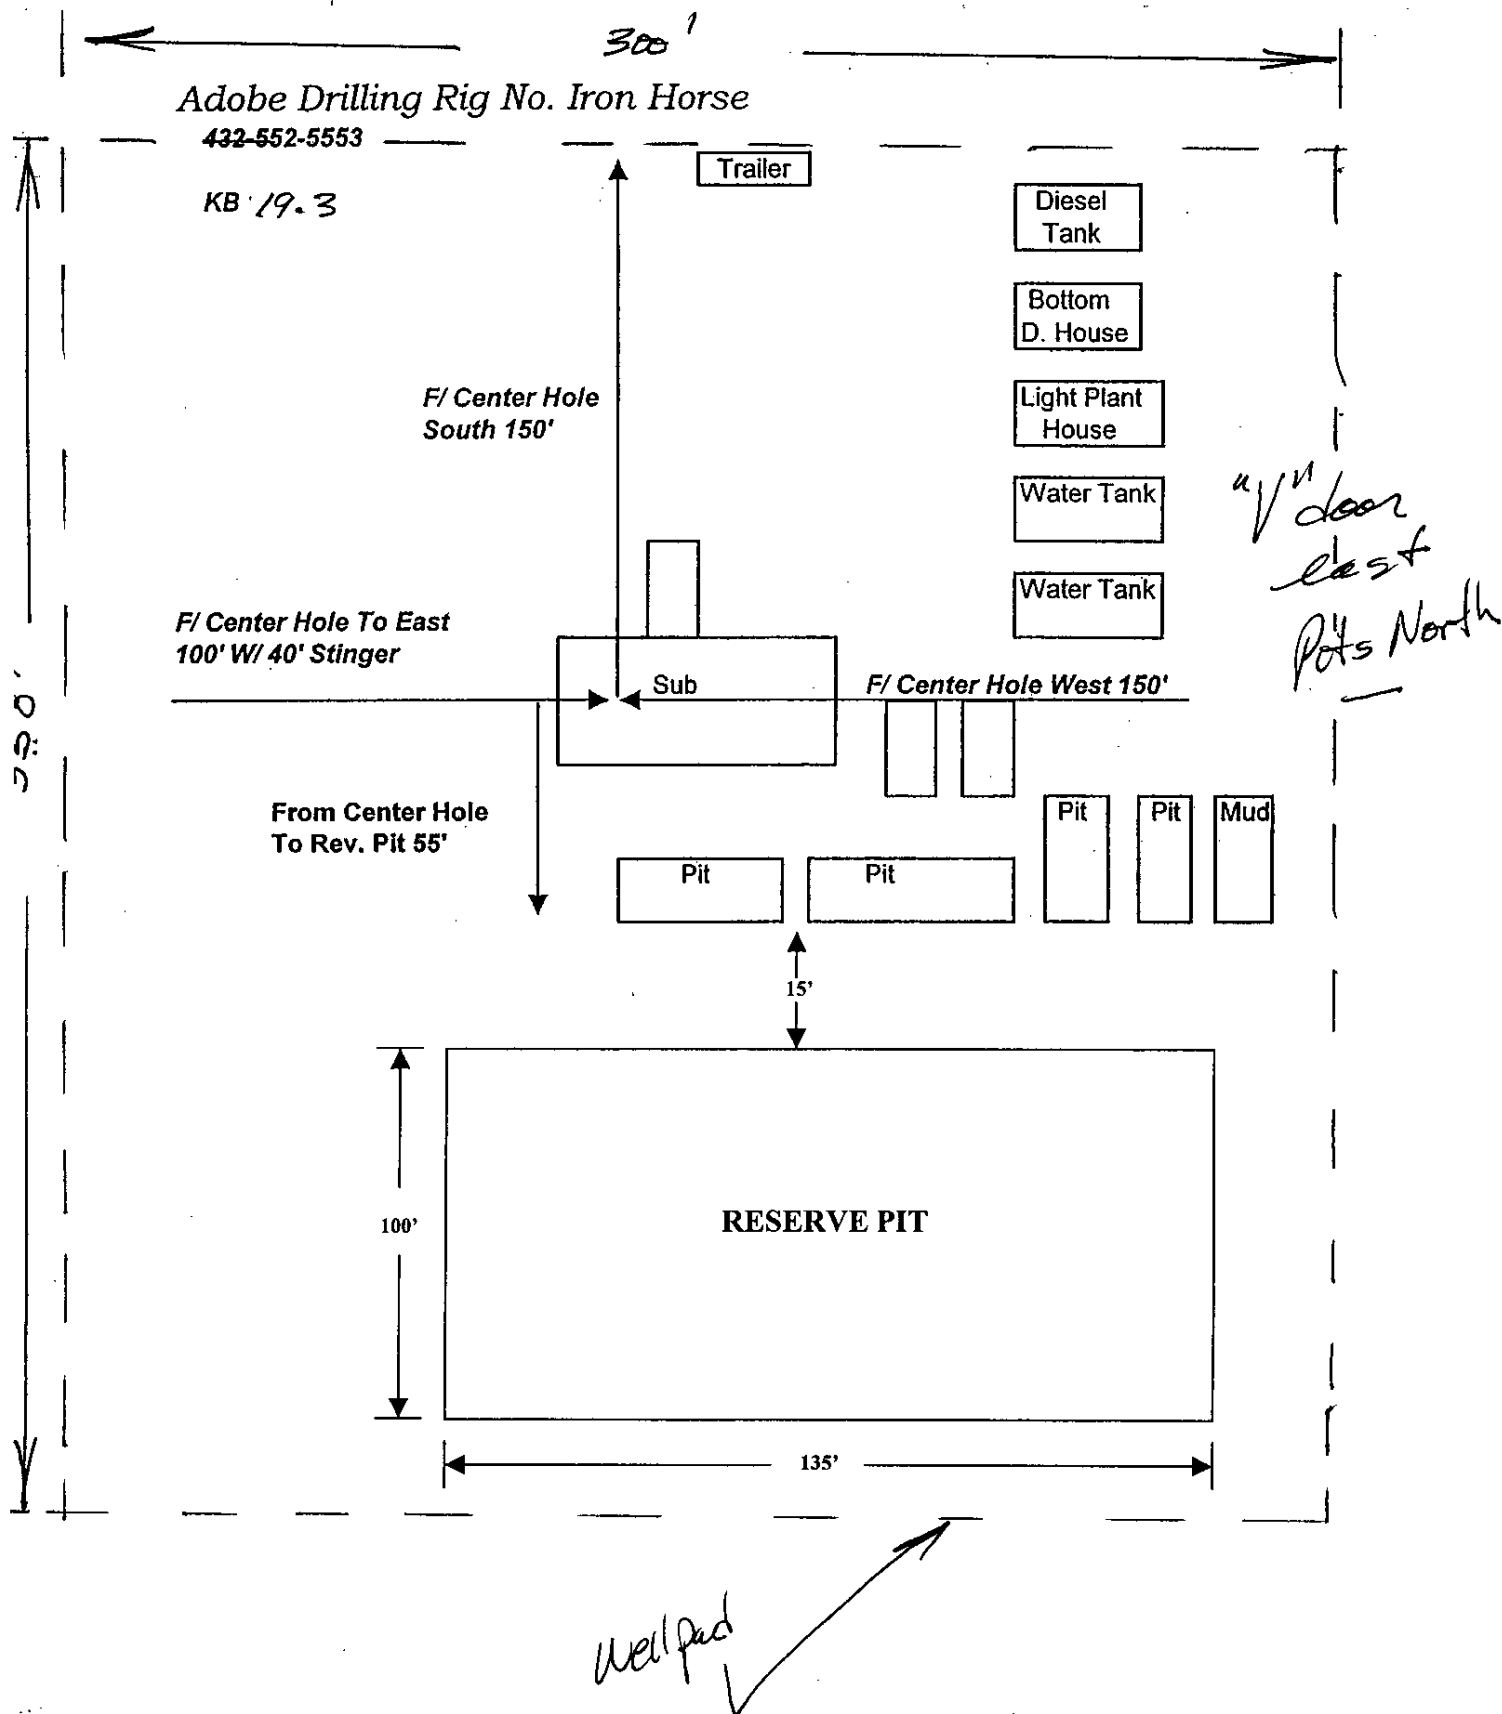 300'
Adobe Drilling Rig No. Iron Horse
432-552-5553
KB 19.3
Trailer
Diesel
Tank
Bottom
D. House
F/ Center Hole
South 150'
Light Plant
House
Water Tank
"V" door
east
Pits North
Water Tank
F/ Center Hole To East
100' W/ 40' Stinger
Sub
F/ Center Hole West 150'
From Center Hole
To Rev. Pit 55'
Pit
Pit
Mud
Pit
Pit
15'
100'
RESERVE PIT
135'
Well pad